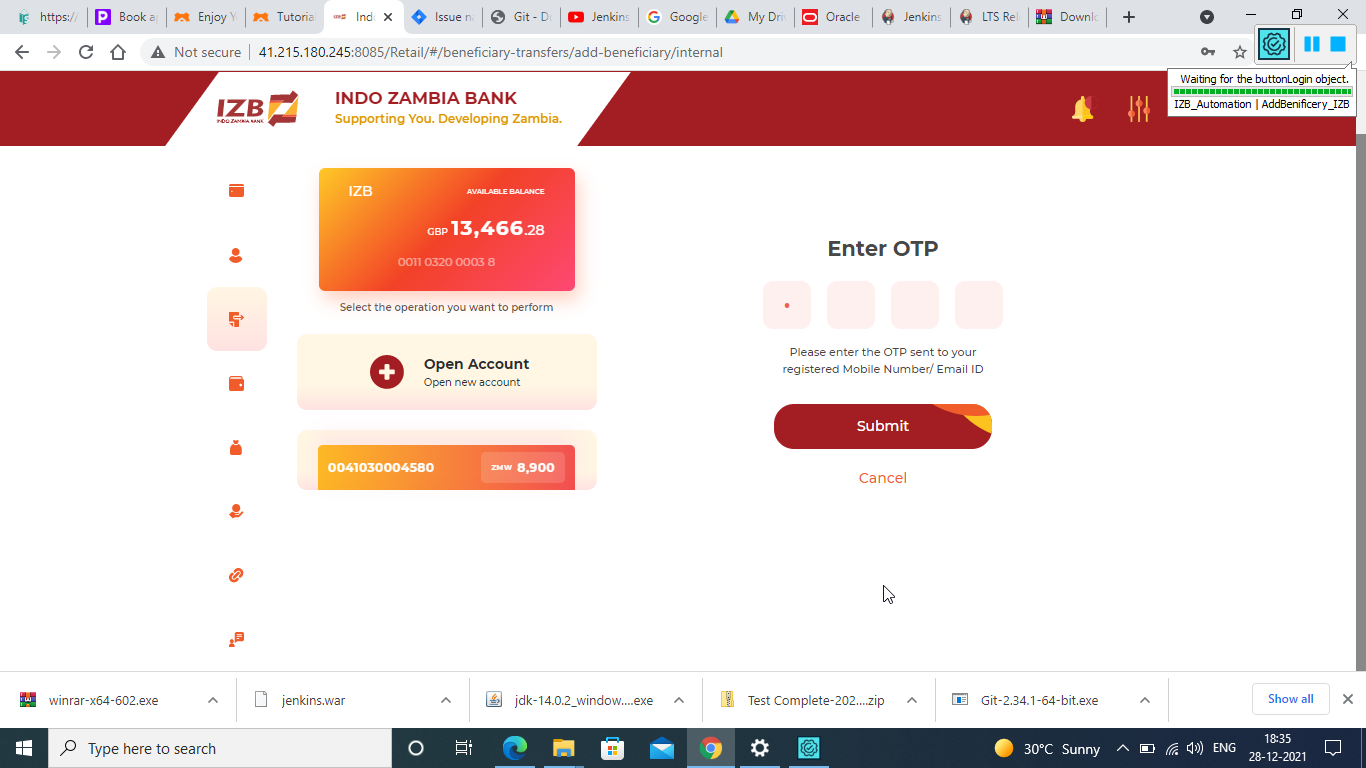 https:/
Book a
Enjoy Y
Tutoria
Indo
Issue n
Git - D
Jenkins
Google
My Dri
Oracle
Jenkins
LTS Rel
Downlo
Not secure
41.215.180.245:8085/Retail/#/beneficiary-transfers/add-beneficiary/internal
Waiting for the buttonLogin object.
IZB_Automation | AddBenificery_IZB
IZB
INDO ZAMBIA BANK
INDO ZAMBIA BANK
Supporting You. Developing Zambia.
IZB
AVAILABLE BALANCE
GBP 13,466.28
0011 0320 0003 8
Select the operation you want to perform
Open Account
Open new account
0041030004580
ZMW 8,900
Enter OTP
Please enter the OTP sent to your
registered Mobile Number/ Email ID
Submit
Cancel
winrar-x64-602.exe
jenkins.war
jdk-14.0.2_window....exe
Test Complete-202....zip
Git-2.34.1-64-bit.exe
Show all
Type here to search
30°C Sunny
ENG
18:35
28-12-2021